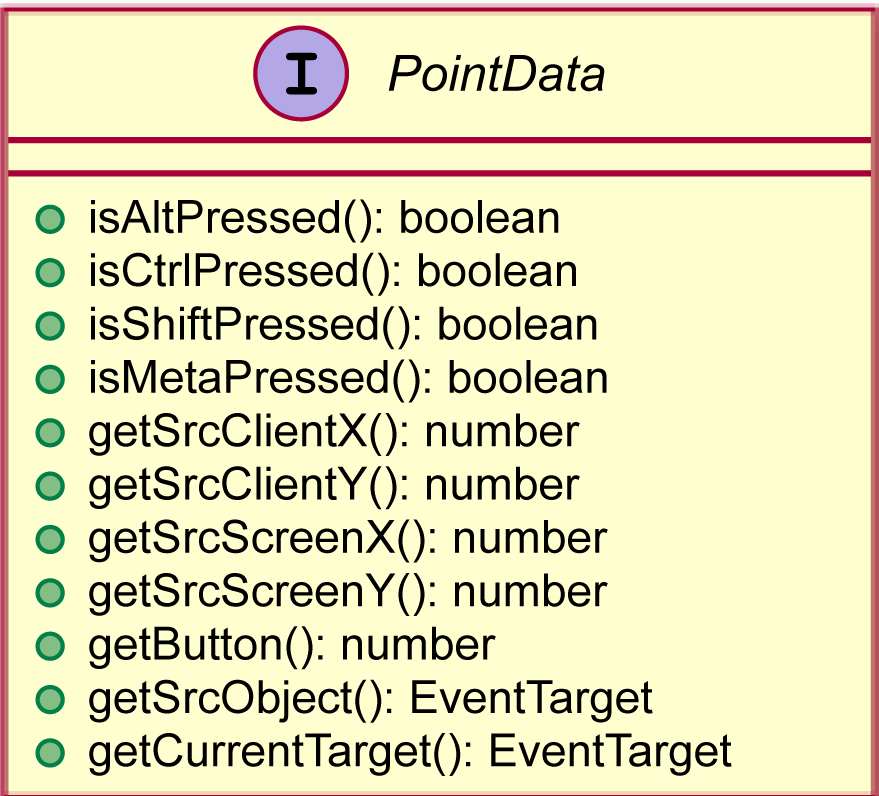 I PointData
isAltPressed(): boolean
isCtrlPressed(): boolean
isShiftPressed(): boolean
isMetaPressed(): boolean
getSrcClientX(): number
getSrcClientY(): number
getSrcScreenX(): number
getSrcScreenY(): number
getButton(): number
getSrcObject(): EventTarget
getCurrentTarget(): EventTarget